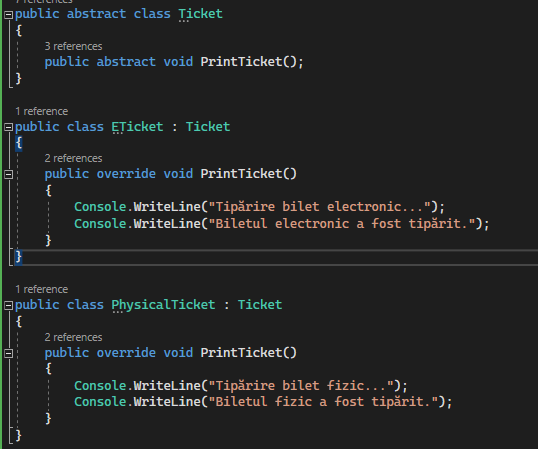 7 references
public abstract class Ticket
{
3 references
public abstract void PrintTicket();
}
1 reference
public class ETicket : Ticket
{
2 references
public override void PrintTicket()
{
Console.WriteLine("Tipărire bilet electronic...");
Console.WriteLine("Biletul electronic a fost tipărit.");
}
}
1 reference
public class PhysicalTicket : Ticket
{
2 references
public override void PrintTicket()
{
Console.WriteLine("Tipărire bilet fizic...");
Console.WriteLine("Biletul fizic a fost tipărit.");
}
}